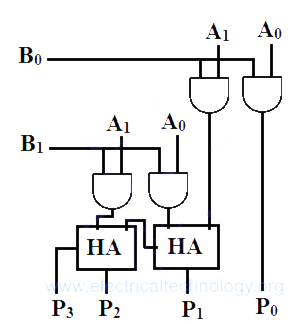 A₁ A₀
B₀
A₁ A₀
B₁
HA HA
www.electricaltechnology.org
P₃ P₂ P₁ P₀